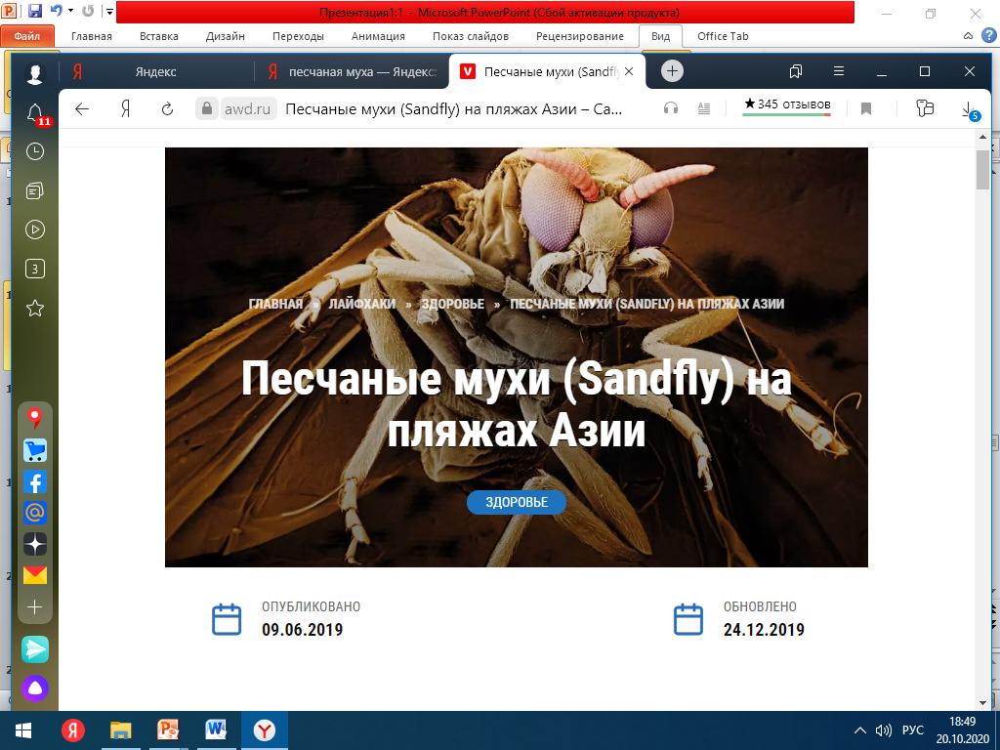 Презентация1:1 - Microsoft PowerPoint (Сбой активации продукта)
Файл Главная Вставка Дизайн Переходы Анимация Показ слайдов Рецензирование Вид Office Tab
Яндекс
песчаная муха — Яндекс:
Песчаные мухи (Sandfly
awd.ru Песчаные мухи (Sandfly) на пляжах Азии – Са...
★345 отзывов
11
5
3
ГЛАВНАЯ » ЛАЙФХАКИ » ЗДОРОВЬЕ » ПЕСЧАНЫЕ МУХИ (SANDFLY) НА ПЛЯЖАХ АЗИИ
Песчаные мухи (Sandfly) на
пляжах Азии
ЗДОРОВЬЕ
ОПУБЛИКОВАНО
09.06.2019
ОБНОВЛЕНО
24.12.2019
РУС
18:49
20.10.2020